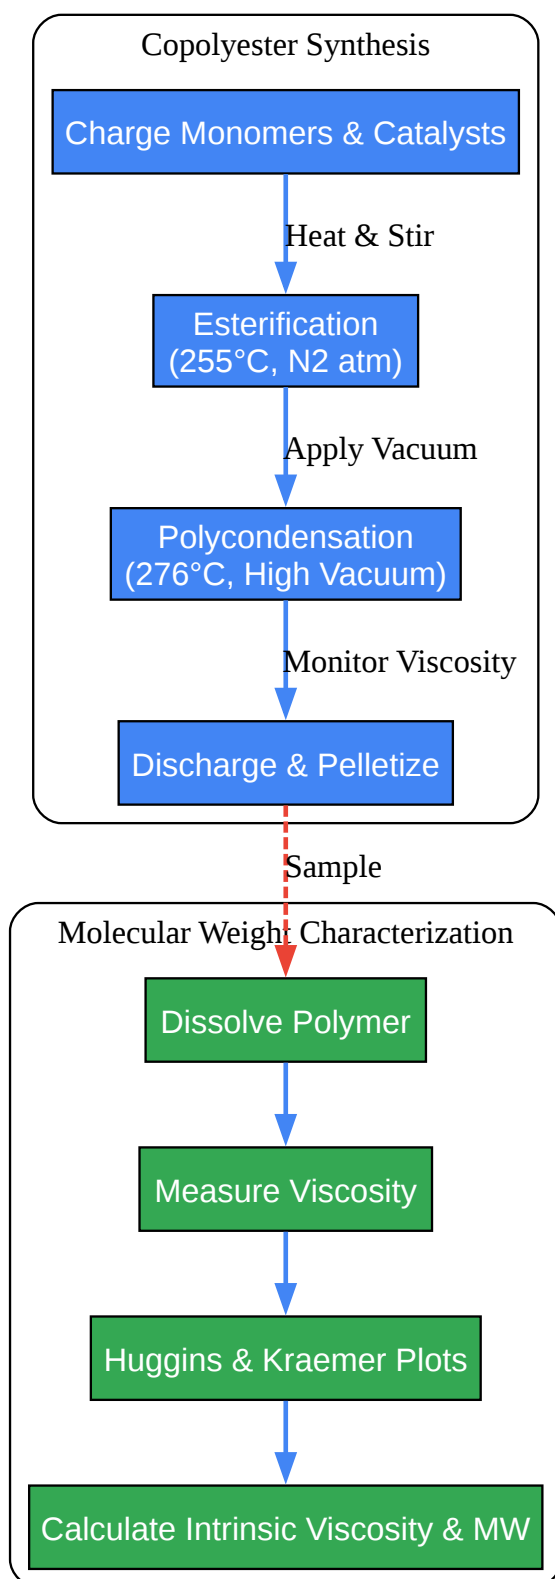 Copolyester Synthesis
Charge Monomers & Catalysts
Heat & Stir
Esterification
(255°C, N2 atm)
Apply Vacuum
Polycondensation
(276°C, High Vacuum)
Monitor Viscosity
Discharge & Pelletize
Sample
Molecular Weight Characterization
Dissolve Polymer
Measure Viscosity
Huggins & Kraemer Plots
Calculate Intrinsic Viscosity & MW